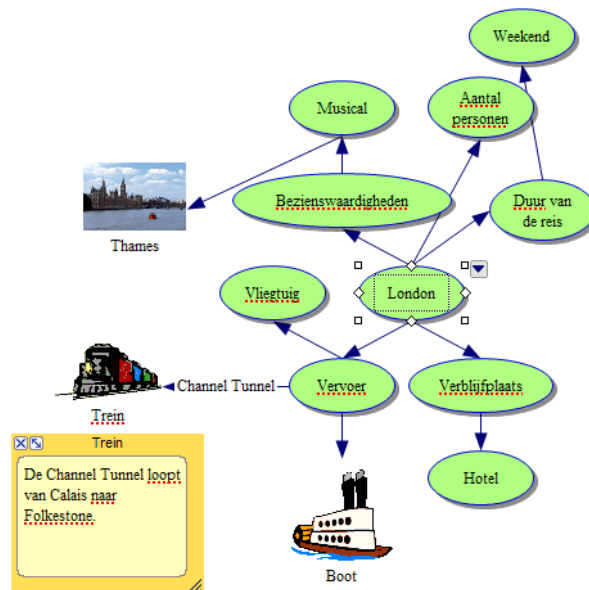 Weekend
Musical
Aantal
personen
Bezienswaardigheden
Duur van
de reis
Thames
Vliegtuig
London
Channel Tunnel
Vervoer
Verblijfplaats
Trein
Trein
De Channel Tunnel loopt
van Calais naar
Folkestone.
Hotel
Boot